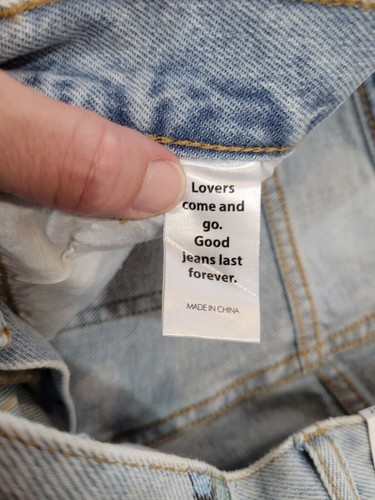 Lovers
come and
go.
Good
jeans last
forever.
MADE IN CHINA